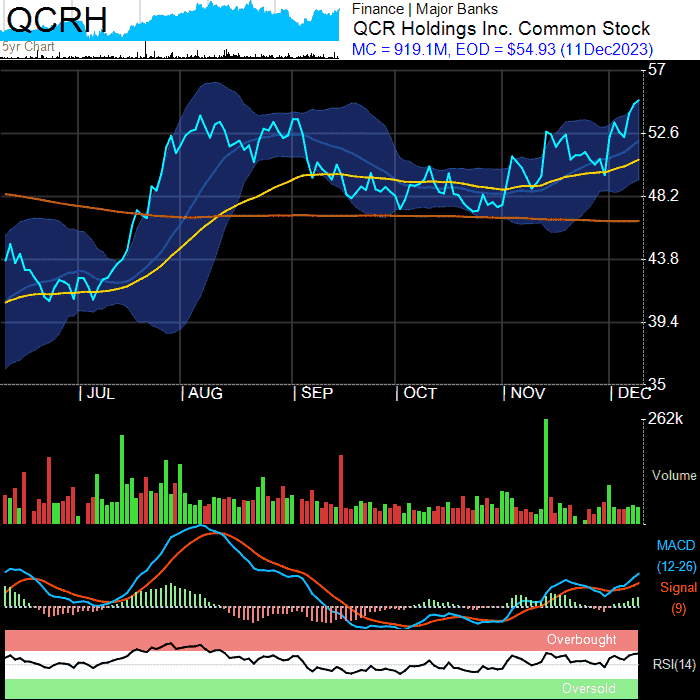 QCRH
5yr Chart
Finance | Major Banks
QCR Holdings Inc. Common Stock
MC = 919.1M, EOD = $54.93 (11Dec2023)
57
52.6
48.2
43.8
39.4
35
JUL AUG SEP OCT NOV DEC
262k
Volume
MACD
(12-26)
Signal
(9)
Overbought
RSI(14)
Oversold